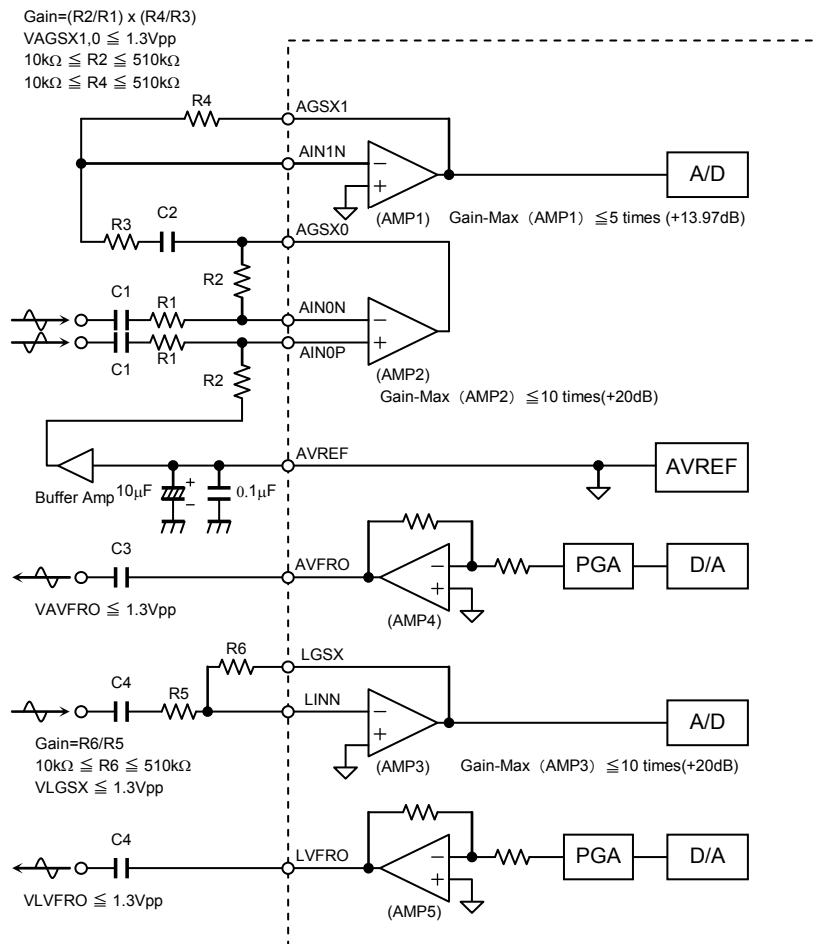 Gain=(R2/R1) x (R4/R3)
VAGSX1,0 ≦ 1.3Vpp
10kΩ ≦ R2 ≦ 510kΩ
10kΩ ≦ R4 ≦ 510kΩ
R4
AGSX1
AIN1N
−
+
A/D
(AMP1)
Gain-Max（AMP1）≦5 times (+13.97dB)
R3
C2
AGSX0
R2
C1
R1
AIN0N
−
+
C1
R1
AIN0P
R2
(AMP2)
Gain-Max（AMP2）≦10 times(+20dB)
AVREF
AVREF
Buffer Amp
10μF
+
−
0.1μF
C3
AVFRO
−
+
PGA
D/A
VAVFRO ≦ 1.3Vpp
(AMP4)
R6
LGSX
C4
R5
LINN
−
+
A/D
Gain=R6/R5
10kΩ ≦ R6 ≦ 510kΩ
VLGSX ≦ 1.3Vpp
(AMP3)
Gain-Max（AMP3）≦10 times(+20dB)
C4
LVFRO
−
+
PGA
D/A
VLVFRO ≦ 1.3Vpp
(AMP5)